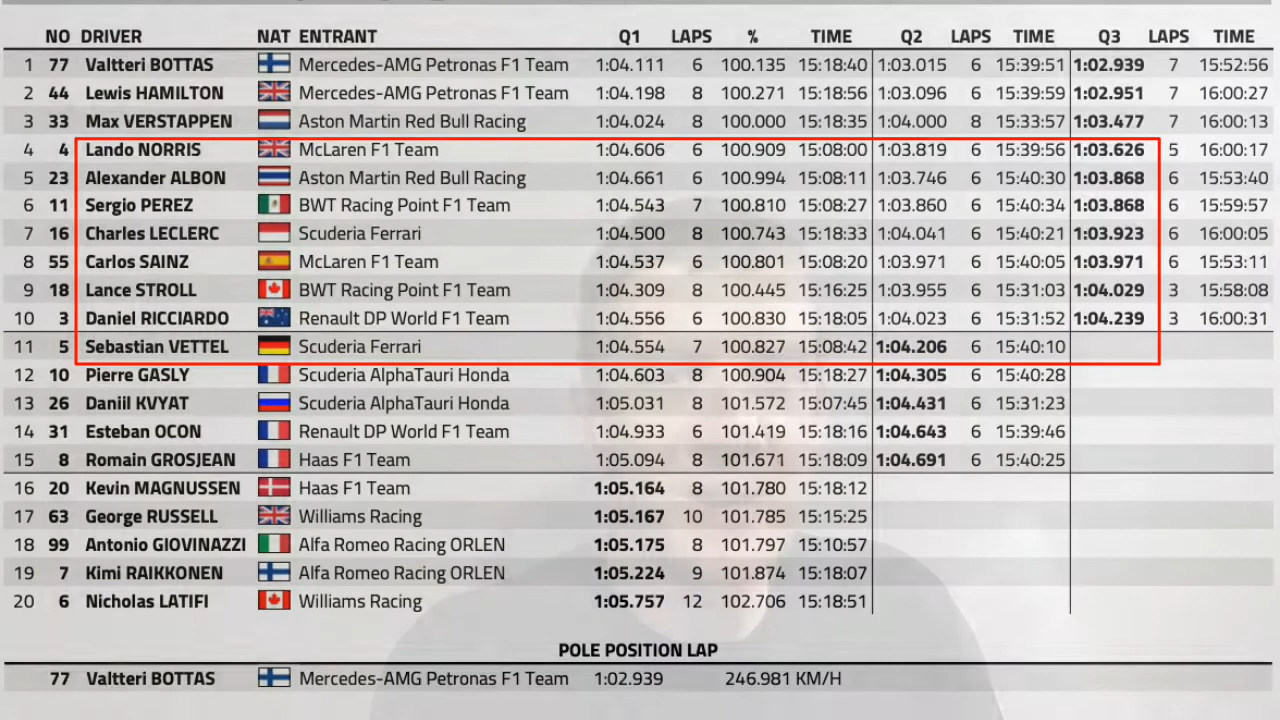 NO DRIVER NAT ENTRANT Q1 LAPS % TIME Q2 LAPS TIME Q3 LAPS TIME
1 77 Valtteri BOTTAS Mercedes-AMG Petronas F1 Team 1:04.111 6 100.135 15:18:40 1:03.015 6 15:39:51 1:02.939 7 15:52:56
2 44 Lewis HAMILTON Mercedes-AMG Petronas F1 Team 1:04.198 8 100.271 15:18:56 1:03.096 6 15:39:59 1:02.951 7 16:00:27
3 33 Max VERSTAPPEN Aston Martin Red Bull Racing 1:04.024 8 100.000 15:18:35 1:04.000 8 15:33:57 1:03.477 7 16:00:13
4 4 Lando NORRIS McLaren F1 Team 1:04.606 6 100.909 15:08:00 1:03.819 6 15:39:56 1:03.626 5 16:00:17
5 23 Alexander ALBON Aston Martin Red Bull Racing 1:04.661 6 100.994 15:08:11 1:03.746 6 15:40:30 1:03.868 6 15:53:40
6 11 Sergio PEREZ BWT Racing Point F1 Team 1:04.543 7 100.810 15:08:27 1:03.860 6 15:40:34 1:03.868 6 15:59:57
7 16 Charles LECLERC Scuderia Ferrari 1:04.500 8 100.743 15:18:33 1:04.041 6 15:40:21 1:03.923 6 16:00:05
8 55 Carlos SAINZ McLaren F1 Team 1:04.537 6 100.801 15:08:20 1:03.971 6 15:40:05 1:03.971 6 15:53:11
9 18 Lance STROLL BWT Racing Point F1 Team 1:04.309 8 100.445 15:16:25 1:03.955 6 15:31:03 1:04.029 3 15:58:08
10 3 Daniel RICCIARDO Renault DP World F1 Team 1:04.556 6 100.830 15:18:05 1:04.023 6 15:31:52 1:04.239 3 16:00:31
11 5 Sebastian VETTEL Scuderia Ferrari 1:04.554 7 100.827 15:08:42 1:04.206 6 15:40:10
12 10 Pierre GASLY Scuderia AlphaTauri Honda 1:04.603 8 100.904 15:18:27 1:04.305 6 15:40:28
13 26 Daniil KVYAT Scuderia AlphaTauri Honda 1:05.031 8 101.572 15:07:45 1:04.431 6 15:31:23
14 31 Esteban OCON Renault DP World F1 Team 1:04.933 6 101.419 15:18:16 1:04.643 6 15:39:46
15 8 Romain GROSJEAN Haas F1 Team 1:05.094 8 101.671 15:18:09 1:04.691 6 15:40:25
16 20 Kevin MAGNUSSEN Haas F1 Team 1:05.164 8 101.780 15:18:12
17 63 George RUSSELL Williams Racing 1:05.167 10 101.785 15:15:25
18 99 Antonio GIOVINAZZI Alfa Romeo Racing ORLEN 1:05.175 8 101.797 15:10:57
19 7 Kimi RAIKKONEN Alfa Romeo Racing ORLEN 1:05.224 9 101.874 15:18:07
20 6 Nicholas LATIFI Williams Racing 1:05.757 12 102.706 15:18:51
POLE POSITION LAP
77 Valtteri BOTTAS Mercedes-AMG Petronas F1 Team 1:02.939 246.981 KM/H